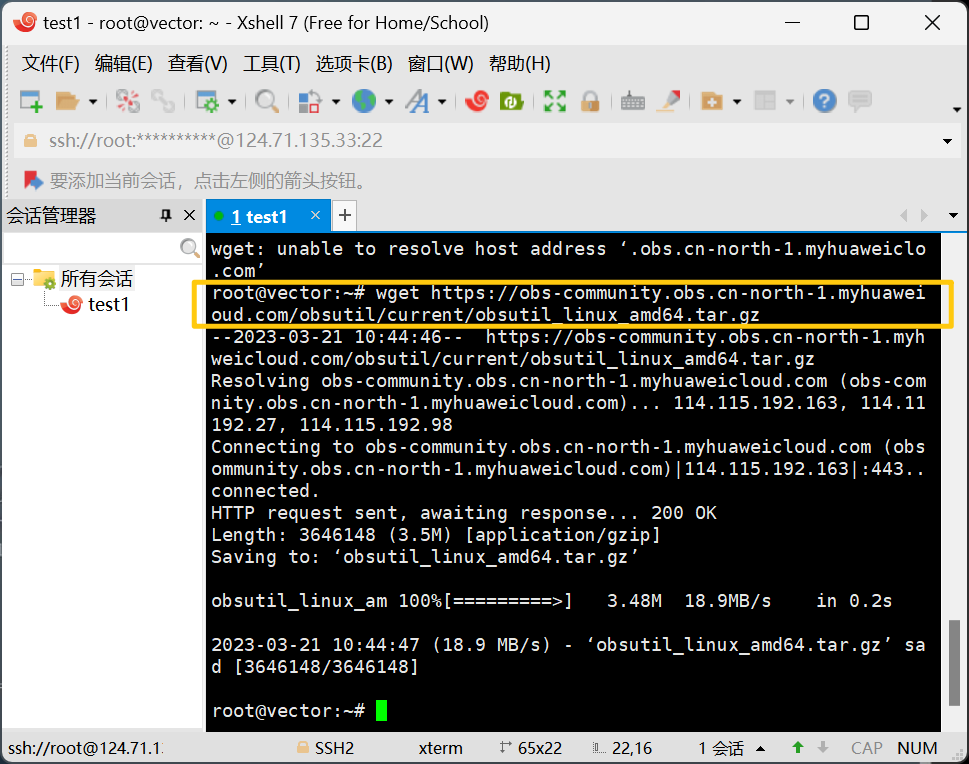 test1 - root@vector: ~ - Xshell 7 (Free for Home/School)
文件(F) 编辑(E) 查看(V) 工具(T) 选项卡(B) 窗口(W) 帮助(H)
ssh://root:**********@124.71.135.33:22
要添加当前会话，点击左侧的箭头按钮。
会话管理器
1 test1
所有会话
test1
wget: unable to resolve host address ‘.obs.cn-north-1.myhuaweiclo
.com’
root@vector:~# wget https://obs-community.obs.cn-north-1.myhuawei
oud.com/obsutil/current/obsutil_linux_amd64.tar.gz
--2023-03-21 10:44:46--  https://obs-community.obs.cn-north-1.myh
weicloud.com/obsutil/current/obsutil_linux_amd64.tar.gz
Resolving obs-community.obs.cn-north-1.myhuaweicloud.com (obs-com
nity.obs.cn-north-1.myhuaweicloud.com)... 114.115.192.163, 114.11
192.27, 114.115.192.98
Connecting to obs-community.obs.cn-north-1.myhuaweicloud.com (obs
ommunity.obs.cn-north-1.myhuaweicloud.com)|114.115.192.163|:443..
connected.
HTTP request sent, awaiting response... 200 OK
Length: 3646148 (3.5M) [application/gzip]
Saving to: ‘obsutil_linux_amd64.tar.gz’
obsutil_linux_am 100%[=========>]   3.48M  18.9MB/s    in 0.2s
2023-03-21 10:44:47 (18.9 MB/s) - ‘obsutil_linux_amd64.tar.gz’ sa
d [3646148/3646148]
root@vector:~#
ssh://root@124.71.1 SSH2 xterm 65x22 22,16 1 会话 CAP NUM